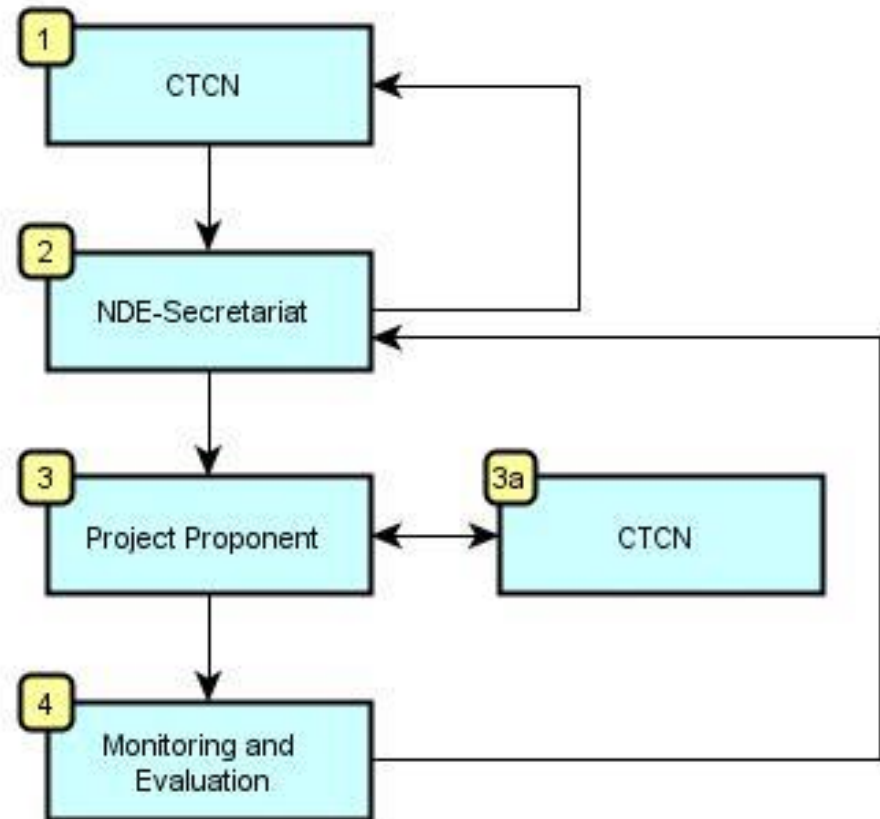 1
CTCN
2
NDE-Secretariat
3
Project Proponent
3a
CTCN
4
Monitoring and
Evaluation